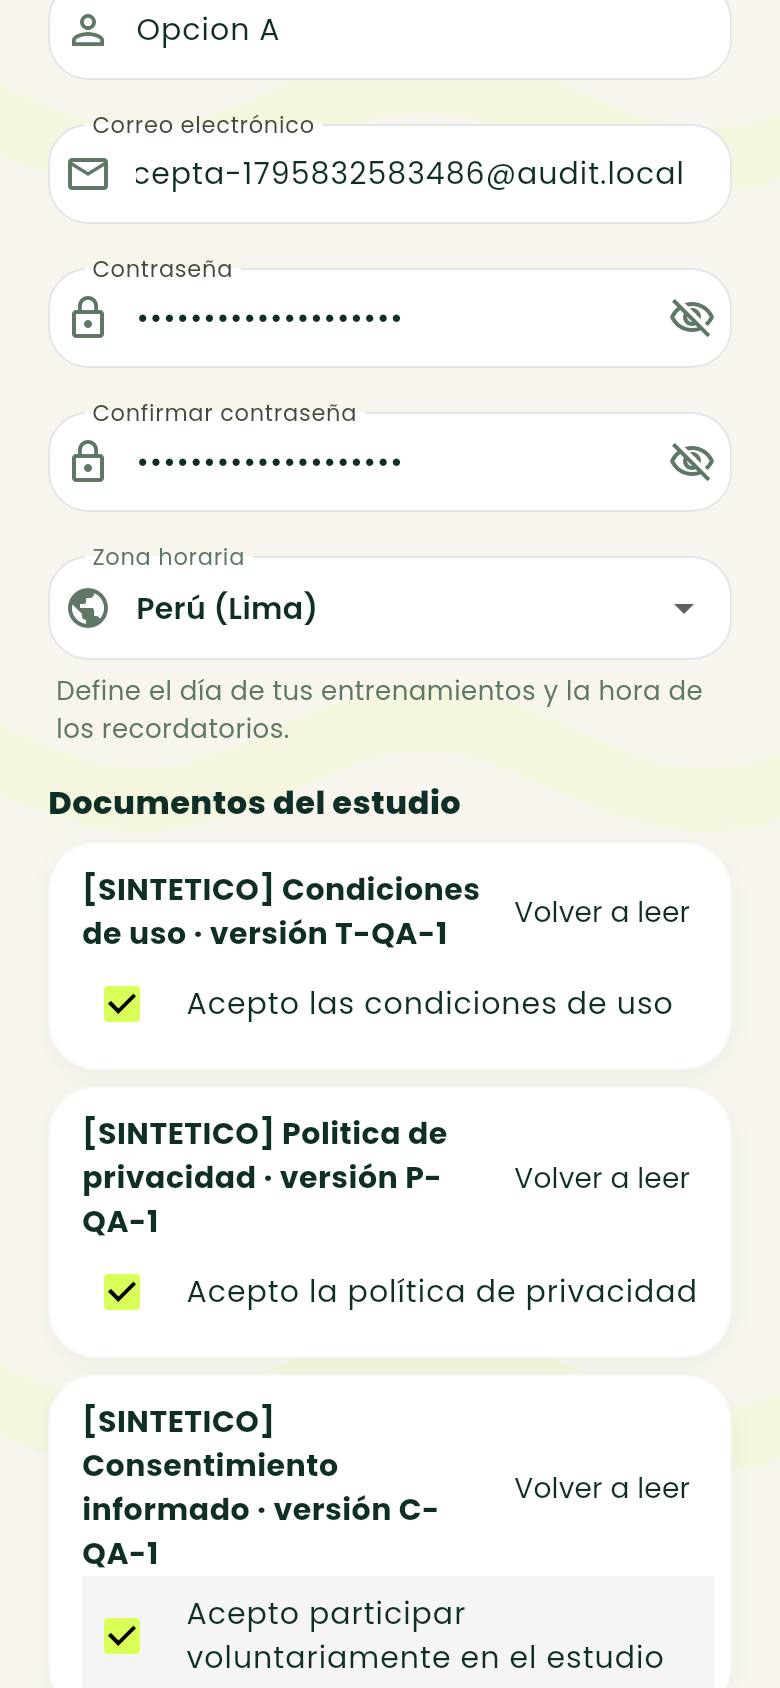 Opcion A
Correo electrónico
cepta-1795832583486@audit.local
Contraseña
••••••••••••••••••••
Confirmar contraseña
••••••••••••••••••••
Zona horaria
Perú (Lima)
Define el día de tus entrenamientos y la hora de
los recordatorios.
Documentos del estudio
[SINTETICO] Condiciones
de uso · versión T-QA-1
Volver a leer
Acepto las condiciones de uso
[SINTETICO] Politica de
privacidad · versión P-
QA-1
Volver a leer
Acepto la política de privacidad
[SINTETICO]
Consentimiento
informado · versión C-
QA-1
Volver a leer
Acepto participar
voluntariamente en el estudio